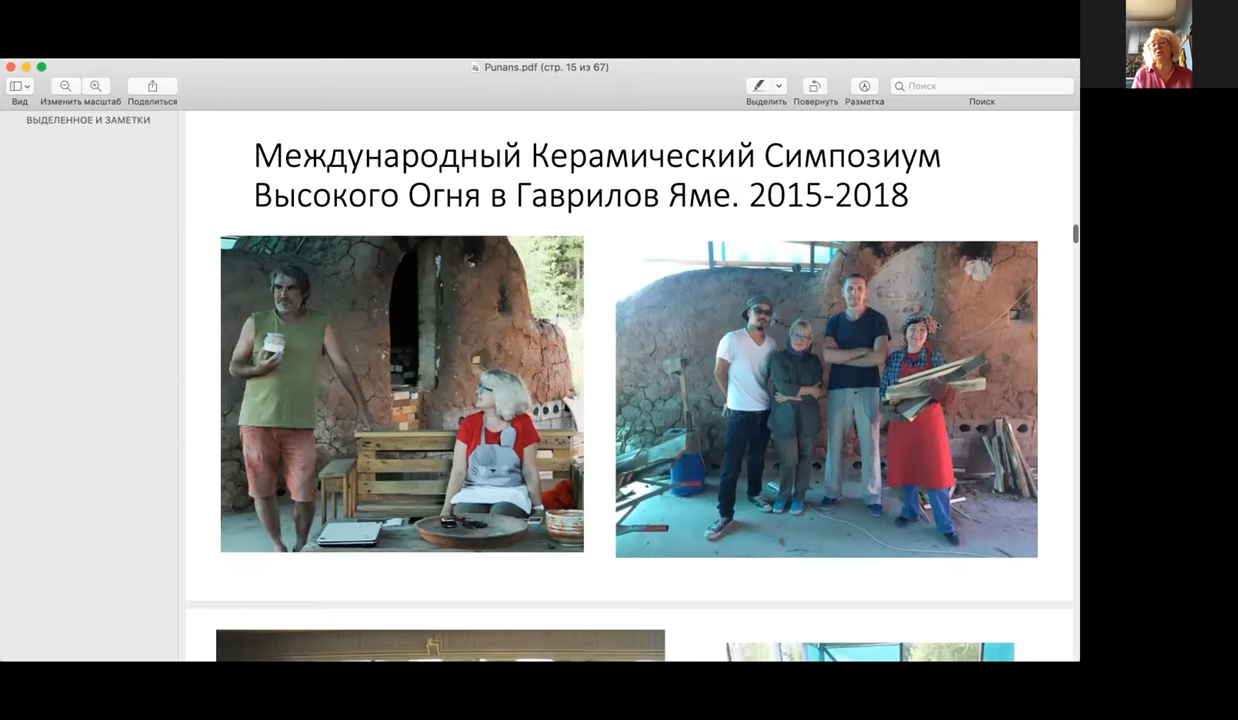 Punans.pdf (стр. 15 из 67)
Вид
Изменить масштаб
Поделиться
Выделить
Повернуть
Разметка
Поиск
Поиск
ВЫДЕЛЕННОЕ И ЗАМЕТКИ
Международный Керамический Симпозиум
Высокого Огня в Гаврилов Яме. 2015-2018